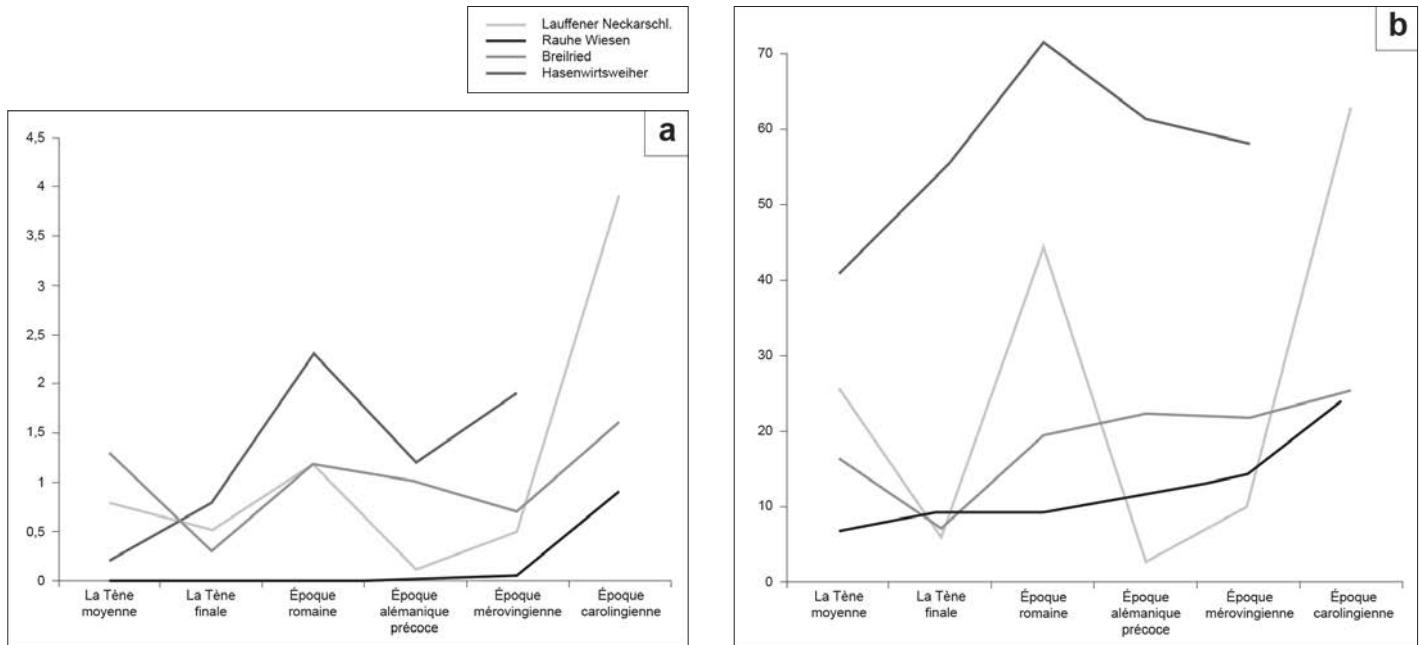 Lauffener Neckarschl.
Rauhe Wiesen
Breilried
Hasenwirtsweiher
a
4,5
4
3,5
3
2,5
2
1,5
1
0,5
0
La Tène
moyenne
La Tène
finale
Époque
romaine
Époque
alémanique
précoce
Époque
mérovingienne
Époque
carolingienne
b
70
60
50
40
30
20
10
0
La Tène
moyenne
La Tène
finale
Époque
romaine
Époque
alémanique
précoce
Époque
mérovingienne
Époque
carolingienne